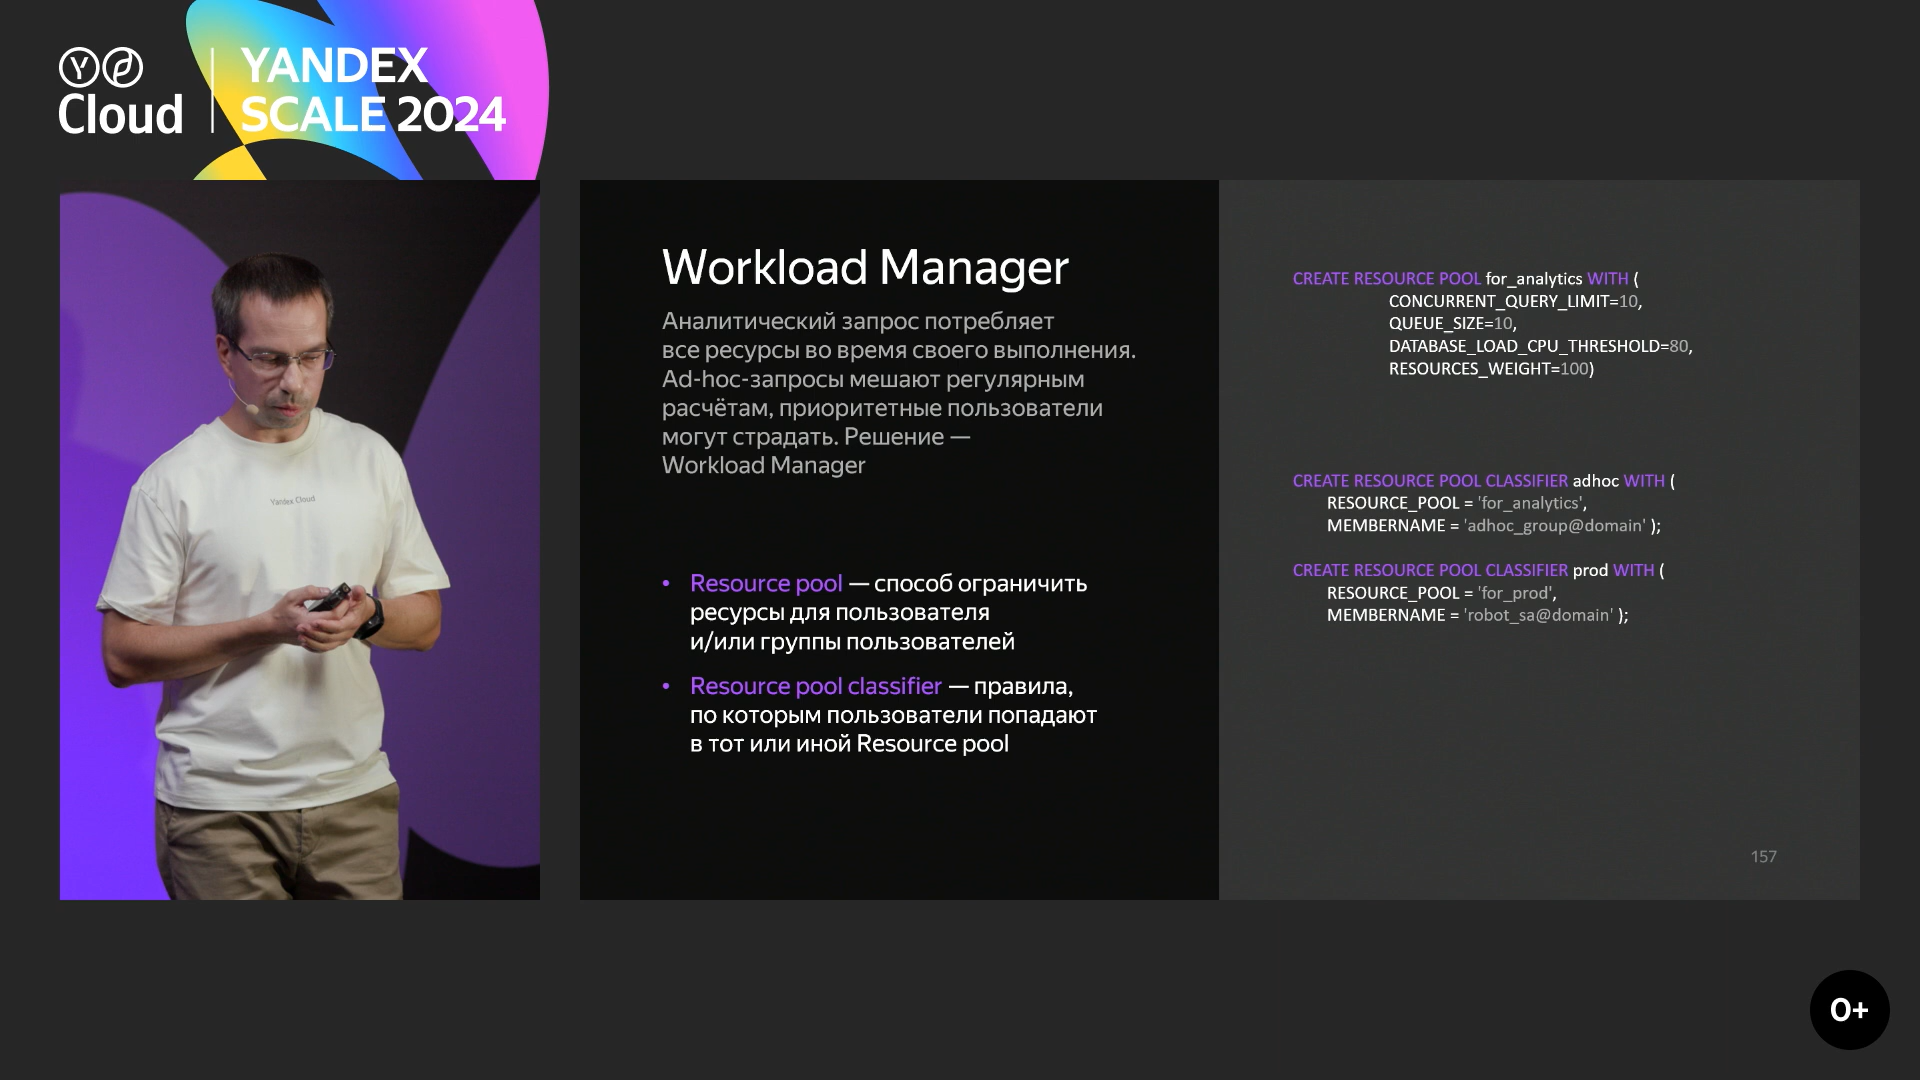 Cloud
YANDEX
SCALE 2024
Yandex Cloud
Workload Manager
Аналитический запрос потребляет
все ресурсы во время своего выполнения.
Ad-hoc-запросы мешают регулярным
расчётам, приоритетные пользователи
могут страдать. Решение —
Workload Manager
• Resource pool — способ ограничить
ресурсы для пользователя
и/или группы пользователей
• Resource pool classifier — правила,
по которым пользователи попадают
в тот или иной Resource pool
CREATE RESOURCE POOL for_analytics WITH (
CONCURRENT_QUERY_LIMIT=10,
QUEUE_SIZE=10,
DATABASE_LOAD_CPU_THRESHOLD=80,
RESOURCES_WEIGHT=100)
CREATE RESOURCE POOL CLASSIFIER adhoc WITH (
RESOURCE_POOL = 'for_analytics',
MEMBERNAME = 'adhoc_group@domain' );
CREATE RESOURCE POOL CLASSIFIER prod WITH (
RESOURCE_POOL = 'for_prod',
MEMBERNAME = 'robot_sa@domain' );
157
0+